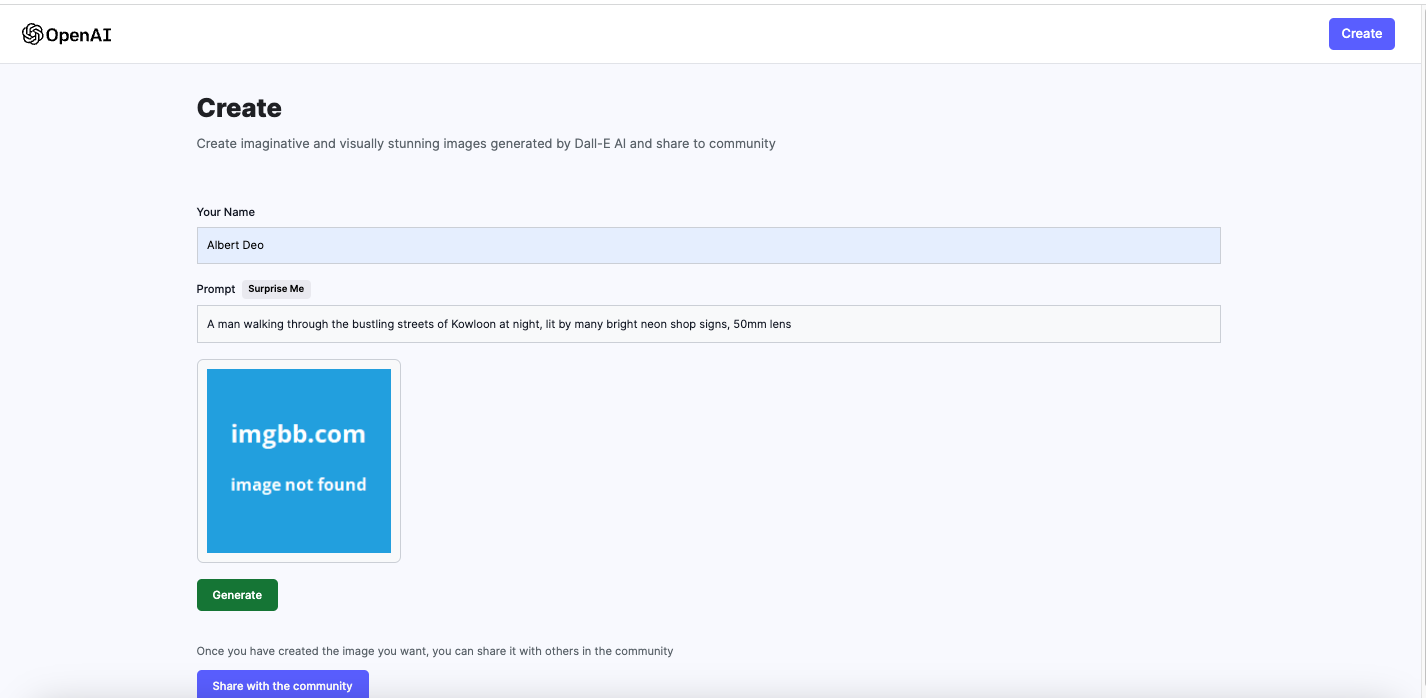 OpenAI
Create
Create
Create imaginative and visually stunning images generated by Dall-E AI and share to community
Your Name
Albert Deo
Prompt Surprise Me
A man walking through the bustling streets of Kowloon at night, lit by many bright neon shop signs, 50mm lens
imgbb.com
image not found
Generate
Once you have created the image you want, you can share it with others in the community
Share with the community